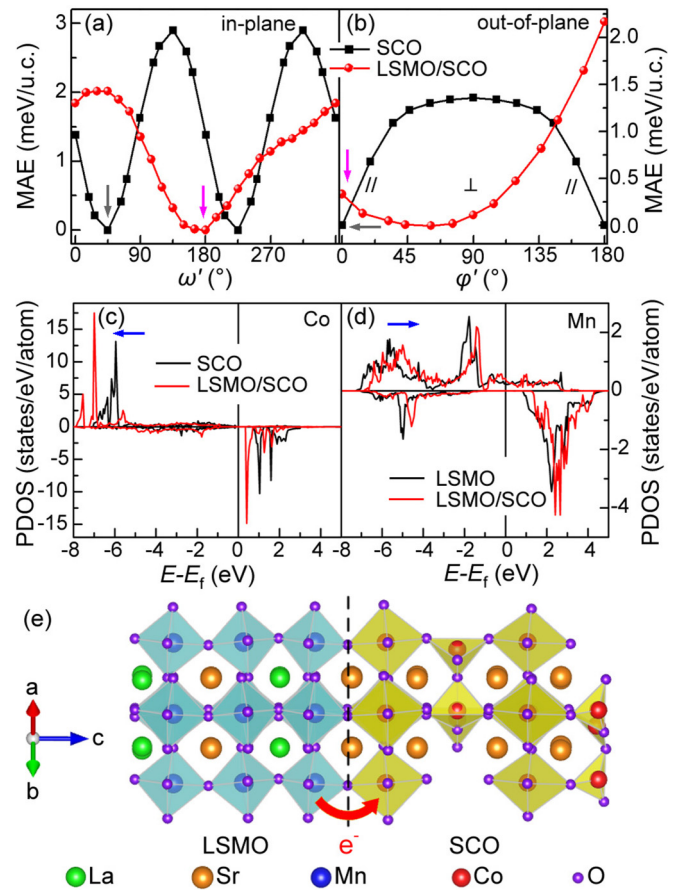 (a) in-plane
(b) out-of-plane
SCO
LSMO/SCO
MAE (meV/u.c.)
3
2
1
0
0 90 180 270
ω′ (°)
// ⊥ //
0 45 90 135 180
φ′ (°)
2.0
1.5
1.0
0.5
0.0
MAE (meV/u.c.)
(c) Co
SCO
LSMO/SCO
PDOS (states/eV/atom)
15
10
5
0
-5
-10
-15
-8 -6 -4 -2 0 2 4
E-Ef (eV)
(d) Mn
LSMO
LSMO/SCO
2
0
-2
-4
PDOS (states/eV/atom)
-8 -6 -4 -2 0 2 4
E-Ef (eV)
(e)
a
c
b
LSMO e- SCO
La Sr Mn Co O